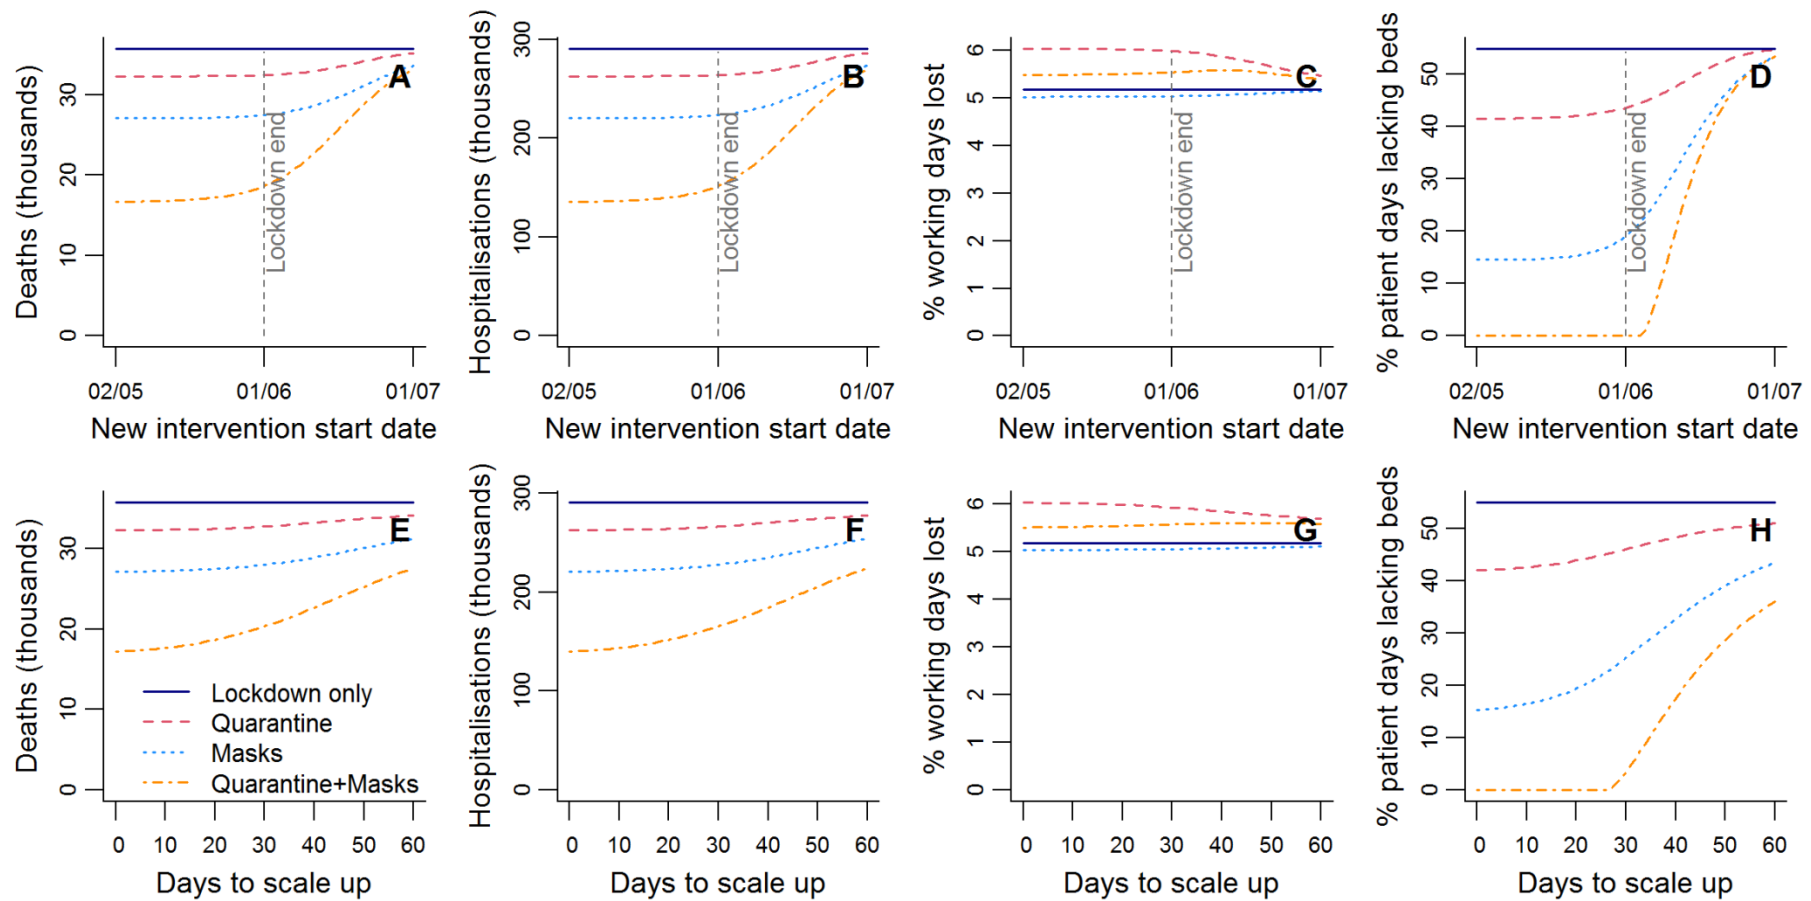 Deaths (thousands)
0
10
20
30
Lockdown end
A
02/05
01/06
01/07
New intervention start date
Hospitalisations (thousands)
0
100
200
300
Lockdown end
B
02/05
01/06
01/07
New intervention start date
% working days lost
0
1
2
3
4
5
6
Lockdown end
C
02/05
01/06
01/07
New intervention start date
% patient days lacking beds
0
10
20
30
40
50
Lockdown end
D
02/05
01/06
01/07
New intervention start date
Deaths (thousands)
0
10
20
30
E
Lockdown only
Quarantine
Masks
Quarantine+Masks
0 10 20 30 40 50 60
Days to scale up
Hospitalisations (thousands)
0
100
200
300
F
0 10 20 30 40 50 60
Days to scale up
% working days lost
0
1
2
3
4
5
6
G
0 10 20 30 40 50 60
Days to scale up
% patient days lacking beds
0
10
20
30
40
50
H
0 10 20 30 40 50 60
Days to scale up